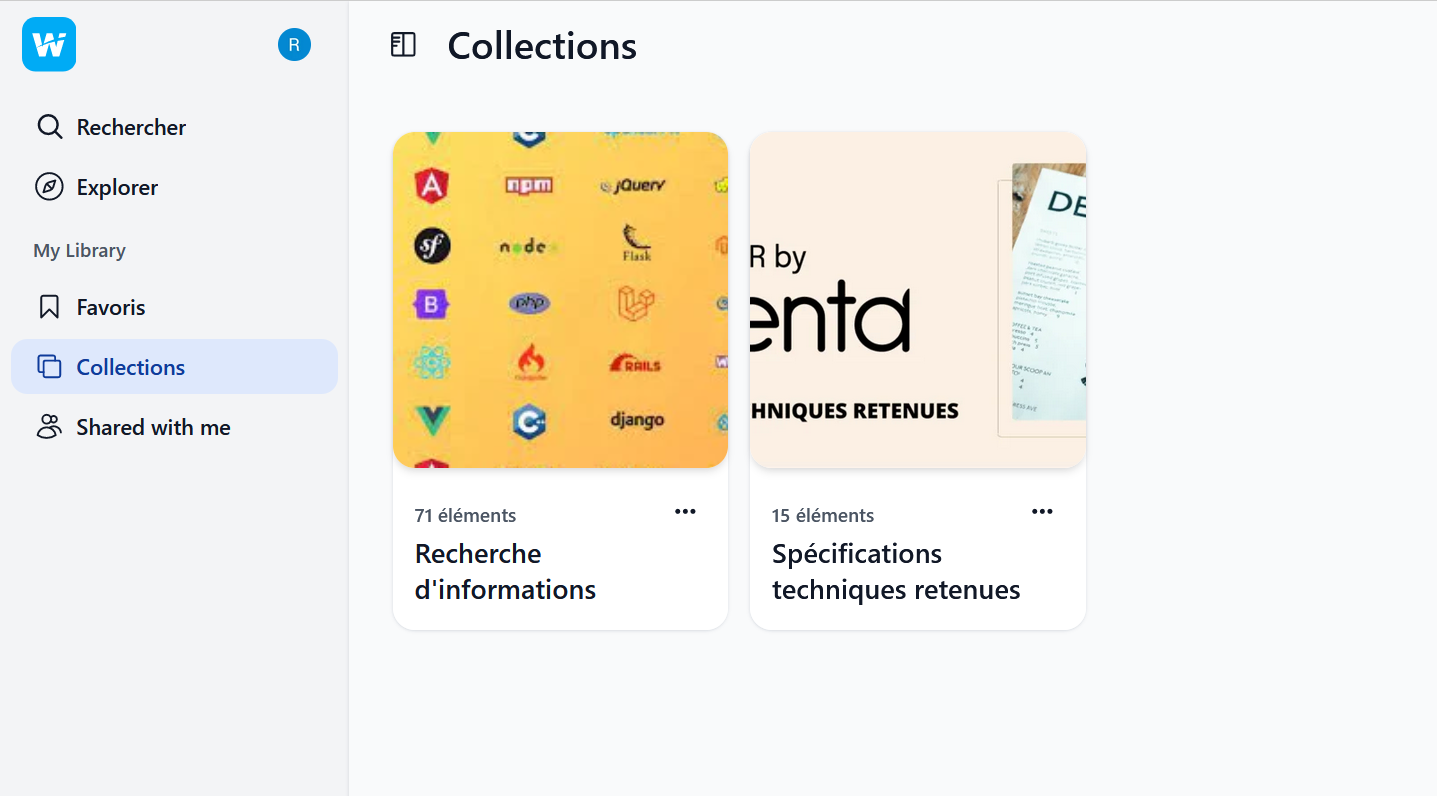 W
R
Collections
Rechercher
Explorer
My Library
Favoris
Collections
Shared with me
npm
jQuery
sf
node
Flask
B
php
RAILS
C++
django
R by
enta
HNIQUES RETENUES
DE
71 éléments
Recherche
d'informations
15 éléments
Spécifications
techniques retenues